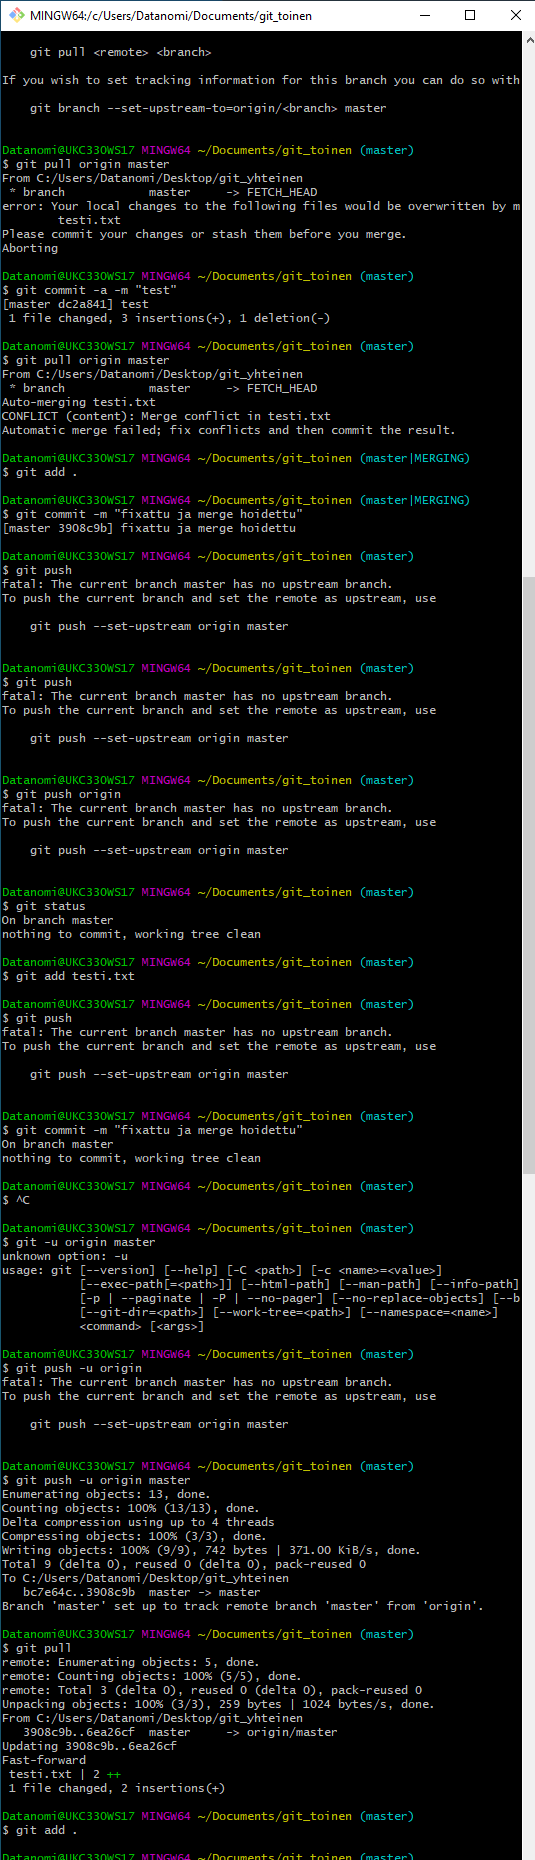 MINGW64:/c/Users/Datanomi/Documents/git_toinen
git pull <remote> <branch>
If you wish to set tracking information for this branch you can do so with
git branch --set-upstream-to=origin/<branch> master
Datanomi@UKC330WS17 MINGW64 ~/Documents/git_toinen (master)
$ git pull origin master
From C:/Users/Datanomi/Desktop/git_yhteinen
* branch            master     -> FETCH_HEAD
error: Your local changes to the following files would be overwritten by m
testi.txt
Please commit your changes or stash them before you merge.
Aborting
Datanomi@UKC330WS17 MINGW64 ~/Documents/git_toinen (master)
$ git commit -a -m "test"
[master dc2a841] test
1 file changed, 3 insertions(+), 1 deletion(-)
Datanomi@UKC330WS17 MINGW64 ~/Documents/git_toinen (master)
$ git pull origin master
From C:/Users/Datanomi/Desktop/git_yhteinen
* branch            master     -> FETCH_HEAD
Auto-merging testi.txt
CONFLICT (content): Merge conflict in testi.txt
Automatic merge failed; fix conflicts and then commit the result.
Datanomi@UKC330WS17 MINGW64 ~/Documents/git_toinen (master|MERGING)
$ git add .
Datanomi@UKC330WS17 MINGW64 ~/Documents/git_toinen (master|MERGING)
$ git commit -m "fixattu ja merge hoidettu"
[master 3908c9b] fixattu ja merge hoidettu
Datanomi@UKC330WS17 MINGW64 ~/Documents/git_toinen (master)
$ git push
fatal: The current branch master has no upstream branch.
To push the current branch and set the remote as upstream, use
git push --set-upstream origin master
Datanomi@UKC330WS17 MINGW64 ~/Documents/git_toinen (master)
$ git push
fatal: The current branch master has no upstream branch.
To push the current branch and set the remote as upstream, use
git push --set-upstream origin master
Datanomi@UKC330WS17 MINGW64 ~/Documents/git_toinen (master)
$ git push origin
fatal: The current branch master has no upstream branch.
To push the current branch and set the remote as upstream, use
git push --set-upstream origin master
Datanomi@UKC330WS17 MINGW64 ~/Documents/git_toinen (master)
$ git status
On branch master
nothing to commit, working tree clean
Datanomi@UKC330WS17 MINGW64 ~/Documents/git_toinen (master)
$ git add testi.txt
Datanomi@UKC330WS17 MINGW64 ~/Documents/git_toinen (master)
$ git push
fatal: The current branch master has no upstream branch.
To push the current branch and set the remote as upstream, use
git push --set-upstream origin master
Datanomi@UKC330WS17 MINGW64 ~/Documents/git_toinen (master)
$ git commit -m "fixattu ja merge hoidettu"
On branch master
nothing to commit, working tree clean
Datanomi@UKC330WS17 MINGW64 ~/Documents/git_toinen (master)
$ ^C
Datanomi@UKC330WS17 MINGW64 ~/Documents/git_toinen (master)
$ git -u origin master
unknown option: -u
usage: git [--version] [--help] [-C <path>] [-c <name>=<value>]
[--exec-path[=<path>]] [--html-path] [--man-path] [--info-path]
[-p | --paginate | -P | --no-pager] [--no-replace-objects] [--b
[--git-dir=<path>] [--work-tree=<path>] [--namespace=<name>]
<command> [<args>]
Datanomi@UKC330WS17 MINGW64 ~/Documents/git_toinen (master)
$ git push -u origin
fatal: The current branch master has no upstream branch.
To push the current branch and set the remote as upstream, use
git push --set-upstream origin master
Datanomi@UKC330WS17 MINGW64 ~/Documents/git_toinen (master)
$ git push -u origin master
Enumerating objects: 13, done.
Counting objects: 100% (13/13), done.
Delta compression using up to 4 threads
Compressing objects: 100% (3/3), done.
Writing objects: 100% (9/9), 742 bytes | 371.00 KiB/s, done.
Total 9 (delta 0), reused 0 (delta 0), pack-reused 0
To C:/Users/Datanomi/Desktop/git_yhteinen
bc7e64c..3908c9b  master -> master
Branch 'master' set up to track remote branch 'master' from 'origin'.
Datanomi@UKC330WS17 MINGW64 ~/Documents/git_toinen (master)
$ git pull
remote: Enumerating objects: 5, done.
remote: Counting objects: 100% (5/5), done.
remote: Total 3 (delta 0), reused 0 (delta 0), pack-reused 0
Unpacking objects: 100% (3/3), 259 bytes | 1024 bytes/s, done.
From C:/Users/Datanomi/Desktop/git_yhteinen
3908c9b..6ea26cf  master     -> origin/master
Updating 3908c9b..6ea26cf
Fast-forward
testi.txt | 2 ++
1 file changed, 2 insertions(+)
Datanomi@UKC330WS17 MINGW64 ~/Documents/git_toinen (master)
$ git add .
Datanomi@UKC330WS17 MINGW64 ~/Documents/git_toinen (master)